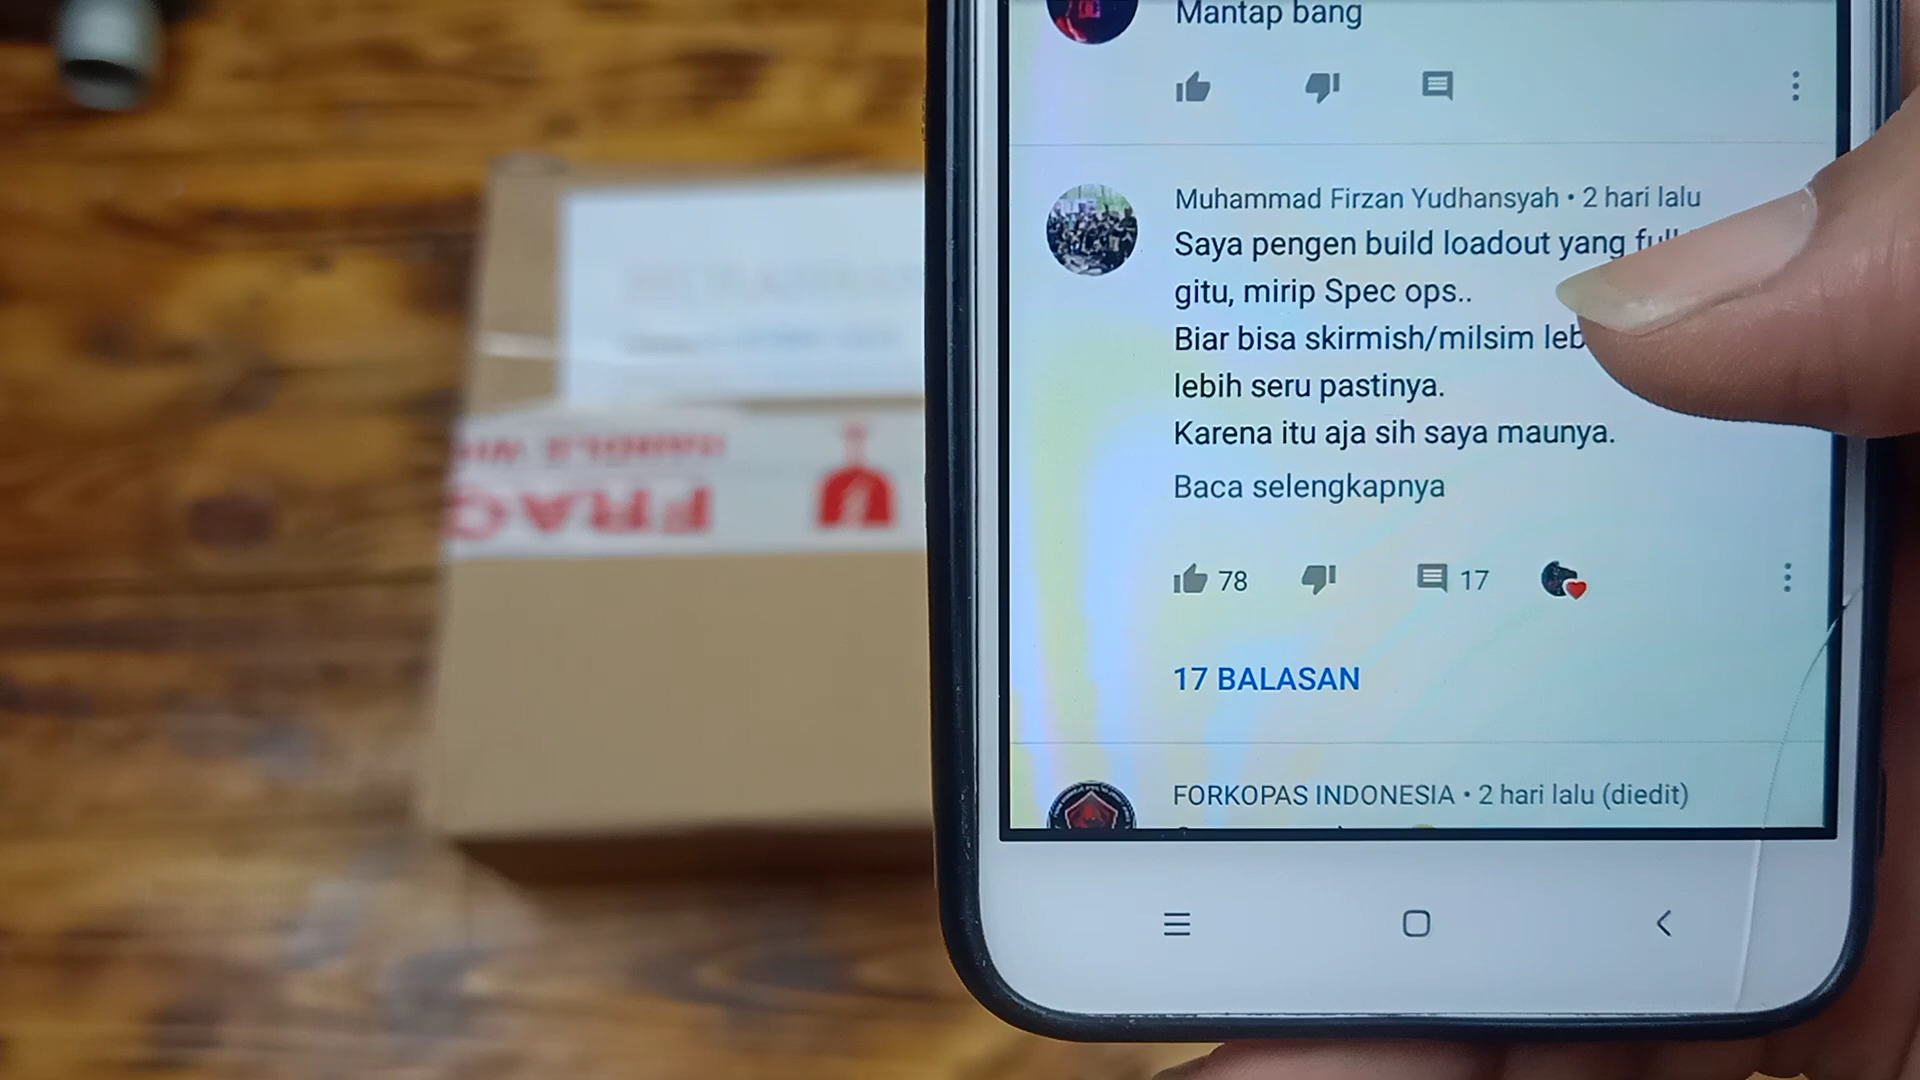 Mantap bang
Muhammad Firzan Yudhansyah • 2 hari lalu
Saya pengen build loadout yang
gitu, mirip Spec ops..
Biar bisa skirmish/milsim
lebih seru pastinya.
Karena itu aja sih saya maunya.
Baca selengkapnya
78
17
17 BALASAN
FORKOPAS INDONESIA • 2 hari lalu (diedit)
HANDLE
FRAG